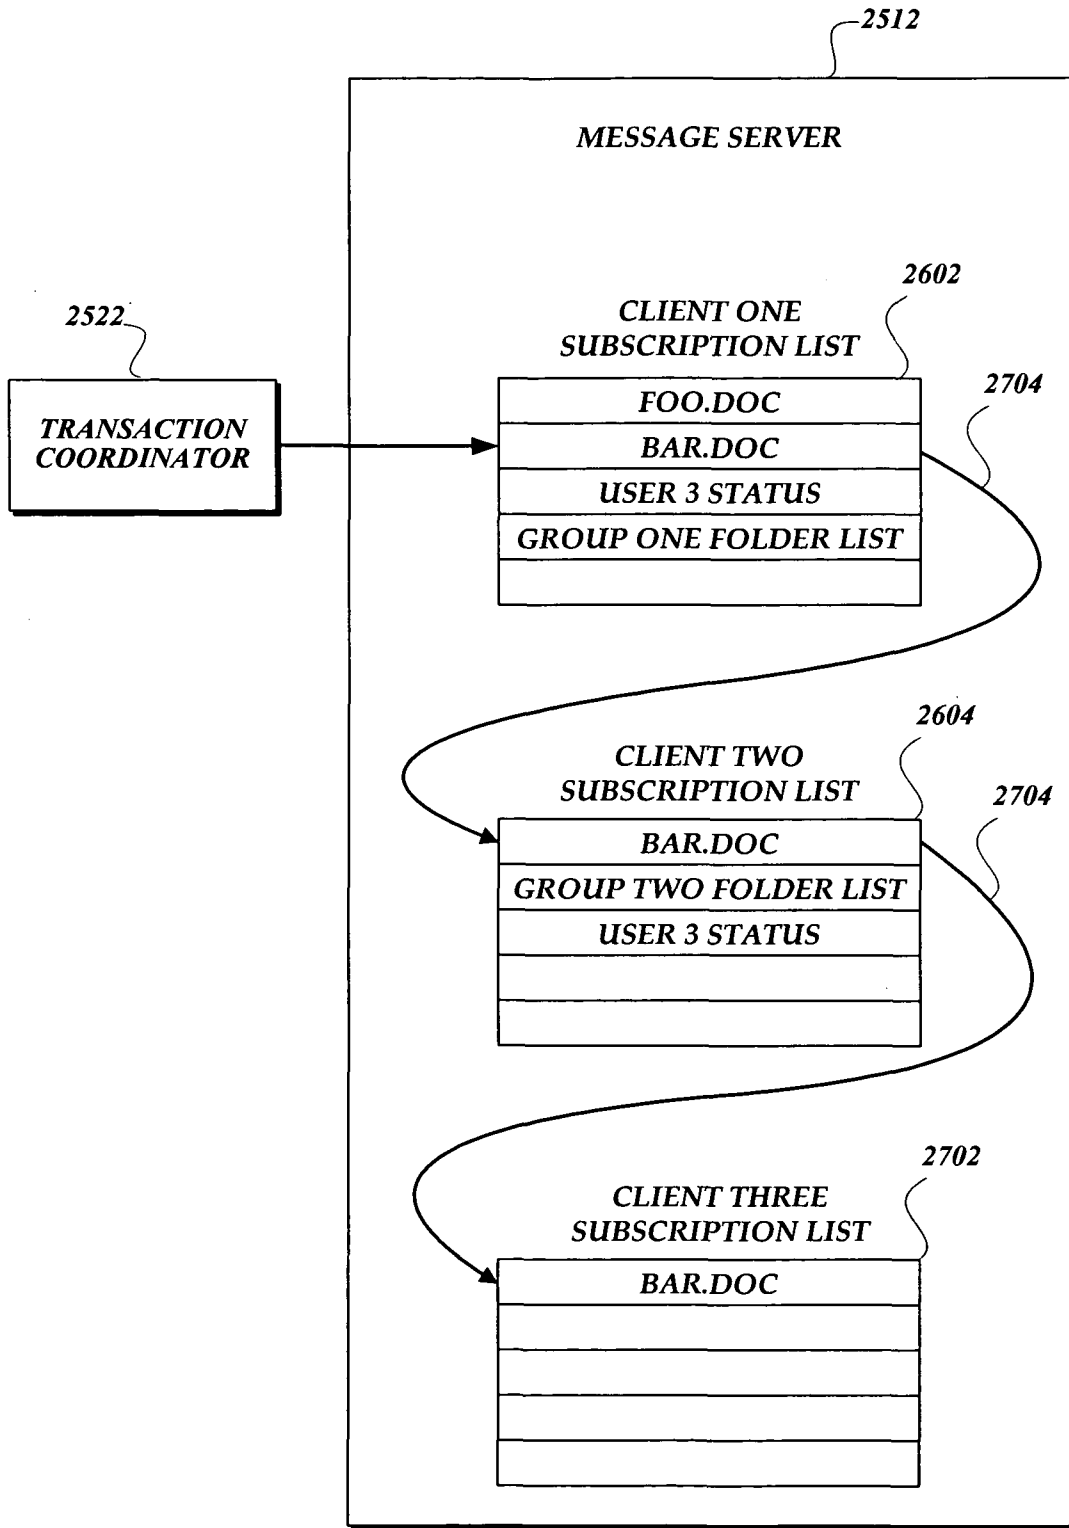 2512
MESSAGE SERVER
2602
CLIENT ONE
SUBSCRIPTION LIST
2522
2704
FOO.DOC
BAR.DOC
USER 3 STATUS
GROUP ONE FOLDER LIST
TRANSACTION
COORDINATOR
2604
CLIENT TWO
SUBSCRIPTION LIST
2704
BAR.DOC
GROUP TWO FOLDER LIST
USER 3 STATUS
2702
CLIENT THREE
SUBSCRIPTION LIST
BAR.DOC